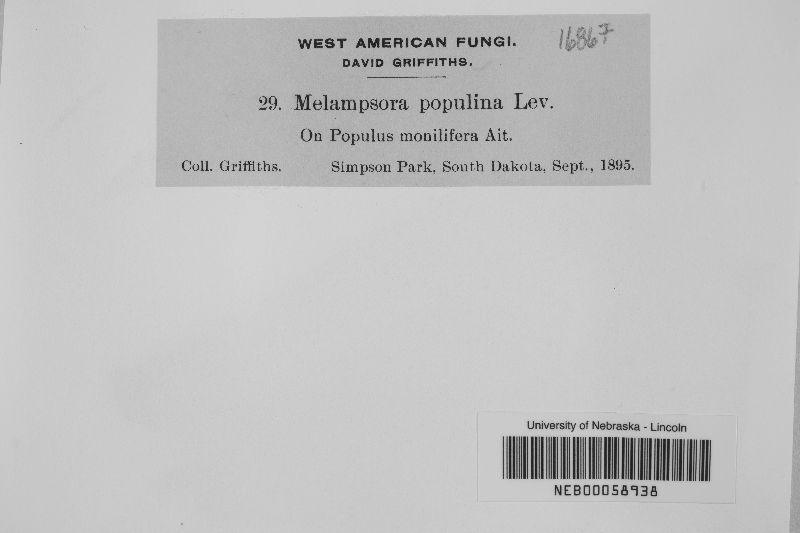 WEST AMERICAN FUNGI.
16867
DAVID GRIFFITHS.
29. Melampsora populina Lev.
On Populus monilifera Ait.
Coll. Griffiths. Simpson Park, South Dakota, Sept., 1895.
University of Nebraska - Lincoln
NEB00058938